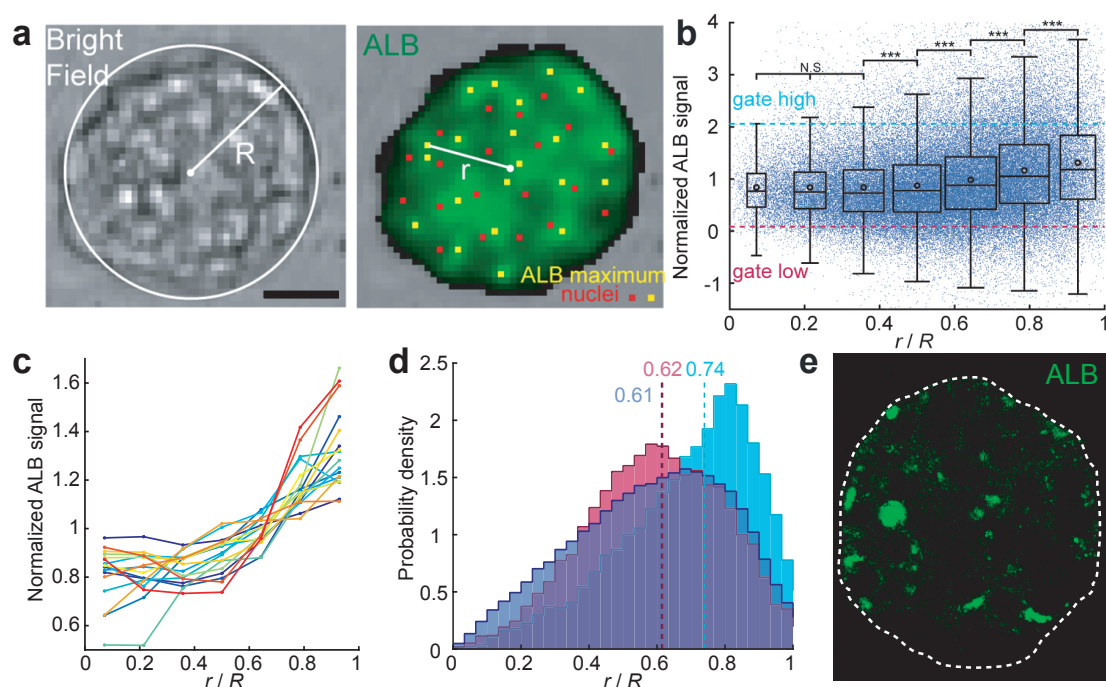 a
Bright
Field
R
ALB
r
ALB maximum
nuclei
b
Normalized ALB signal
4
3
2
1
0
-1
gate high
gate low
N.S.
***
***
***
***
0
0.2
0.4
0.6
0.8
1
r / R
c
Normalized ALB signal
1.6
1.4
1.2
1
0.8
0.6
0
0.2
0.4
0.6
0.8
1
r / R
d
Probability density
2.5
2
1.5
1
0.5
0
0.62
0.74
0.61
0
0.2
0.4
0.6
0.8
1
r / R
e
ALB